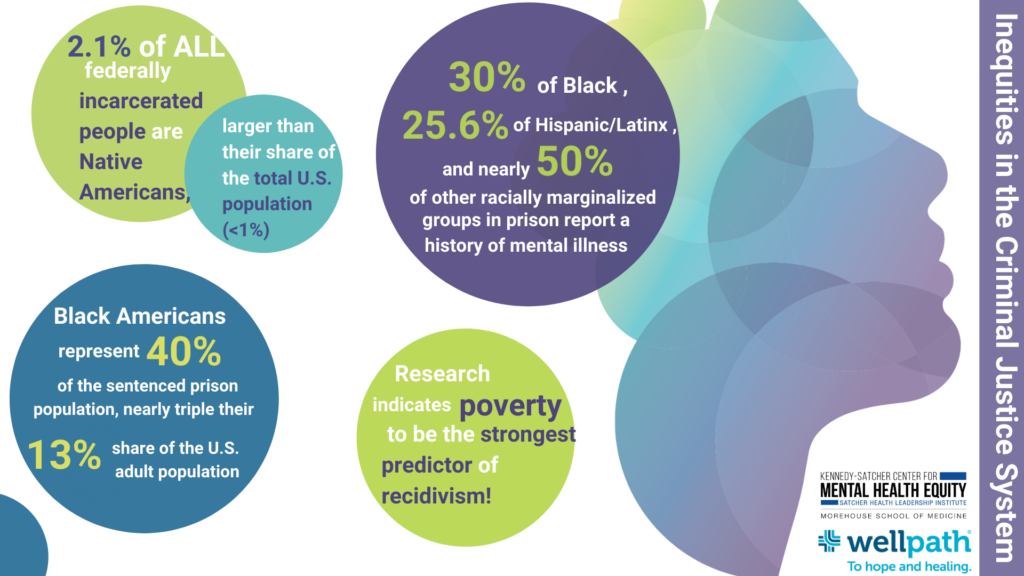 2.1% of ALL
federally
incarcerated
people are
Native
Americans,
larger than
their share of
the total U.S.
population
(<1%)
30% of Black ,
25.6% of Hispanic/Latinx ,
and nearly 50%
of other racially marginalized
groups in prison report a
history of mental illness
Black Americans
represent 40%
of the sentenced prison
population, nearly triple their
13% share of the U.S.
adult population
Research
indicates poverty
to be the strongest
predictor of
recidivism!
Inequities in the Criminal Justice System
KENNEDY-SATCHER CENTER FOR
MENTAL HEALTH EQUITY
SATCHER HEALTH LEADERSHIP INSTITUTE
MOREHOUSE SCHOOL OF MEDICINE
wellpath
To hope and healing.